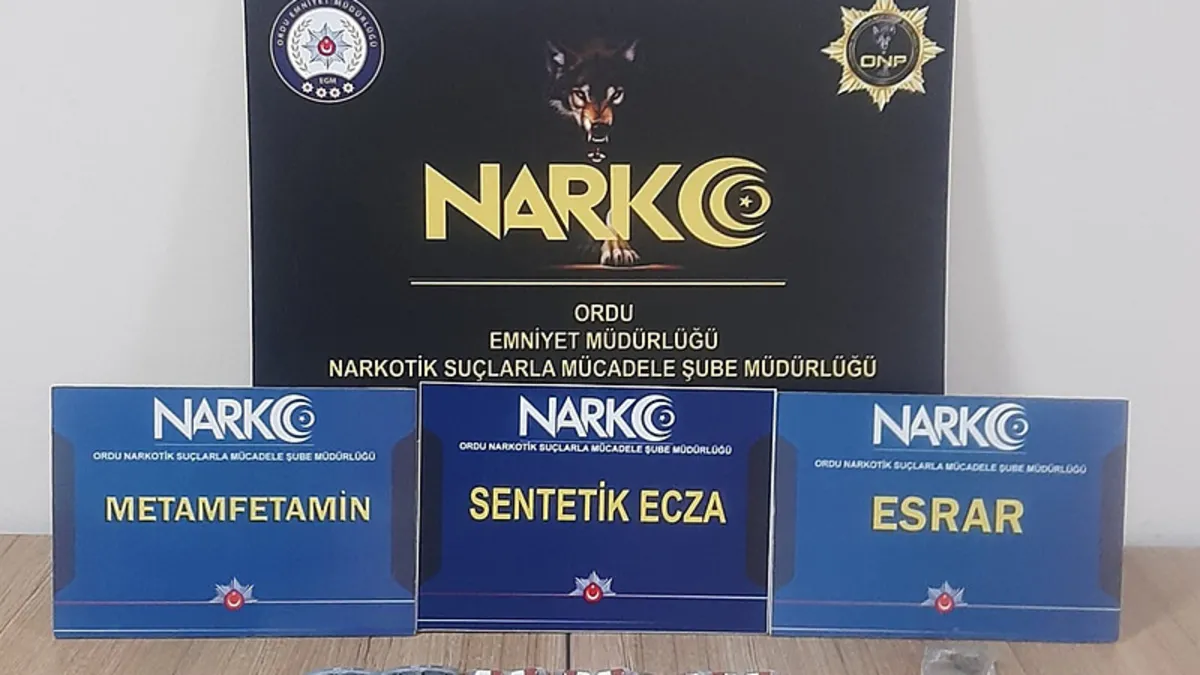 ORDU EMNİYET MÜDÜRLÜĞÜ
EGM
ONP
NARKO
ORDU
EMNİYET MÜDÜRLÜĞÜ
NARKOTİK SUÇLARLA MÜCADELE ŞUBE MÜDÜRLÜĞÜ
NARKO
ORDU NARKOTİK SUÇLARLA MÜCADELE ŞUBE MÜDÜRLÜĞÜ
METAMFETAMİN
NARKO
ORDU NARKOTİK SUÇLARLA MÜCADELE ŞUBE MÜDÜRLÜĞÜ
SENTETİK ECZA
NARKO
ORDU NARKOTİK SUÇLARLA MÜCADELE ŞUBE MÜDÜRLÜĞÜ
ESRAR